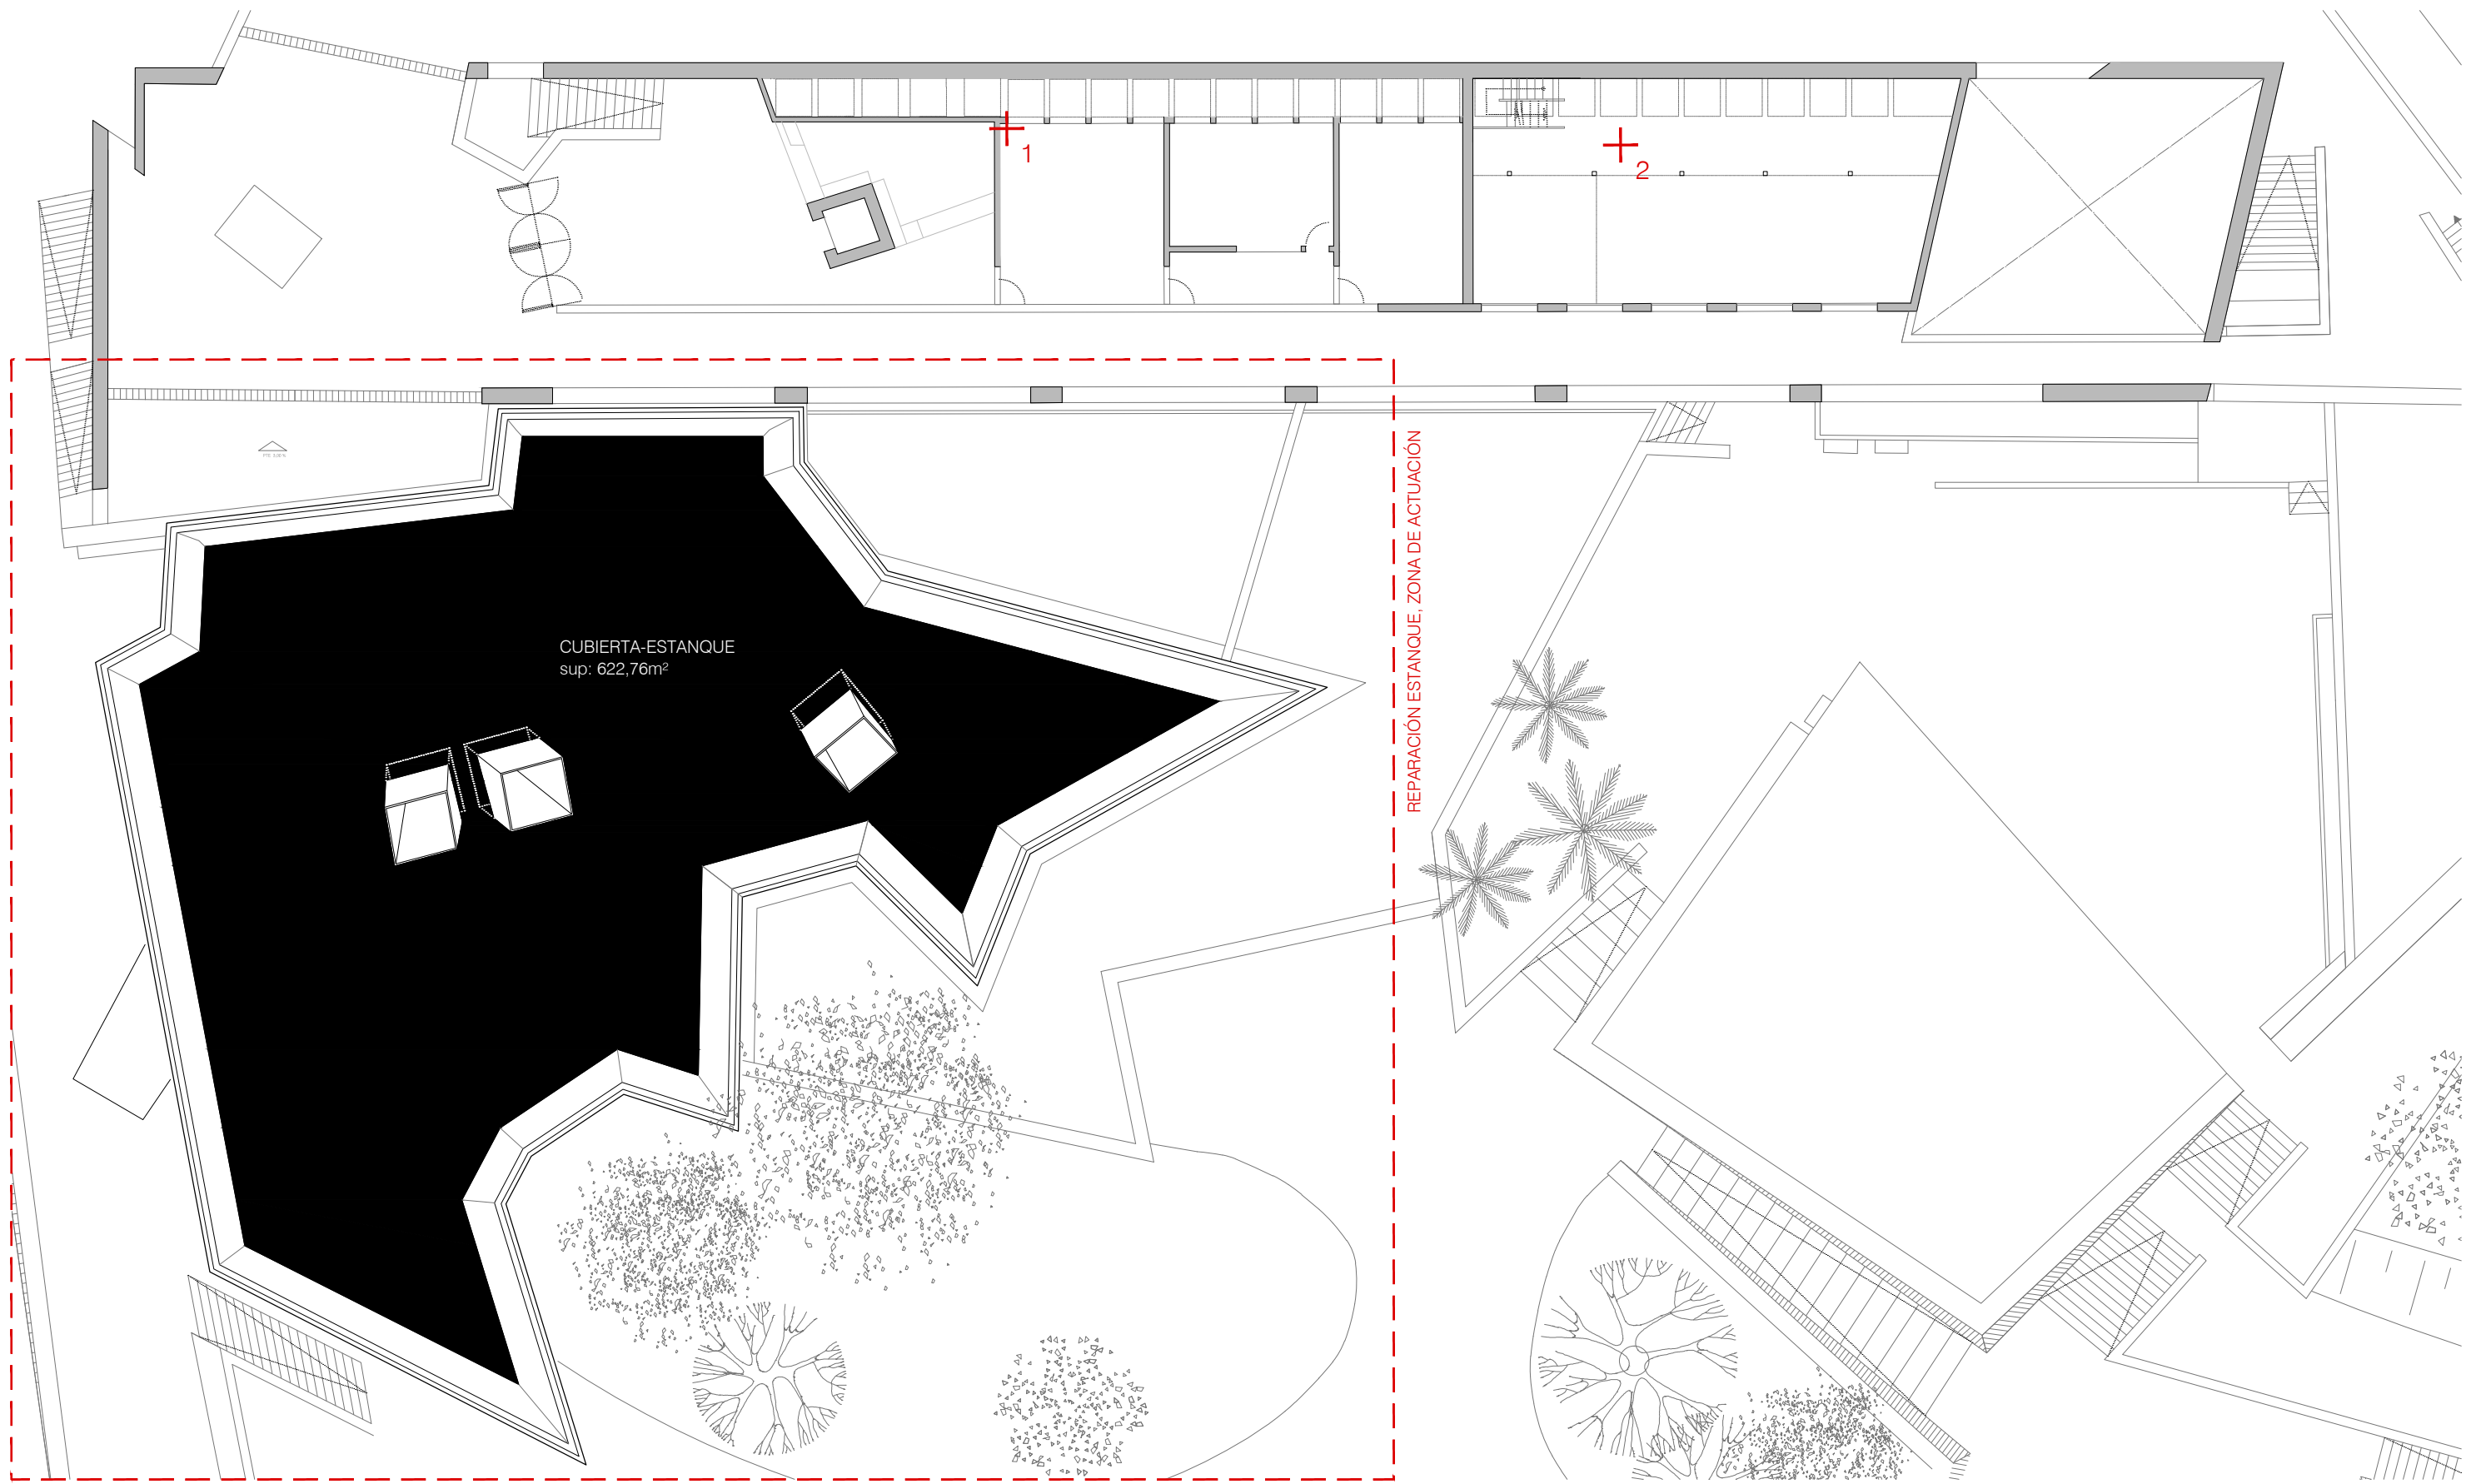 1
2
REPARACIÓN ESTANQUE, ZONA DE ACTUACIÓN
CUBIERTA-ESTANQUE
sup: 622,76m²